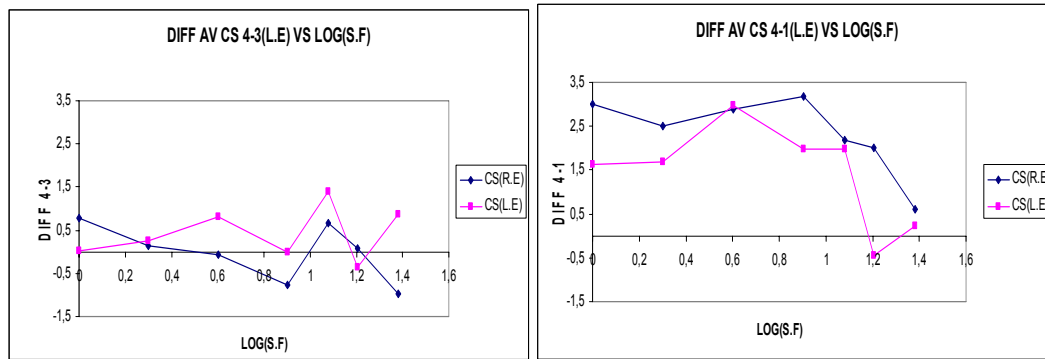 DIFF AV CS 4-3(L.E) VS LOG(S.F)
3,5
2,5
1,5
0,5
-0,5
-1,5
DIFF 4-3
0 0,2 0,4 0,6 0,8 1 1,2 1,4 1,6
LOG(S.F)
CS(R.E)
CS(L.E)
DIFF AV CS 4-1(L.E) VS LOG(S.F)
3,5
2,5
1,5
0,5
-0,5
-1,5
DIFF 4-1
0 0,2 0,4 0,6 0,8 1 1,2 1,4 1,6
LOG(S.F)
CS(R.E)
CS(L.E)